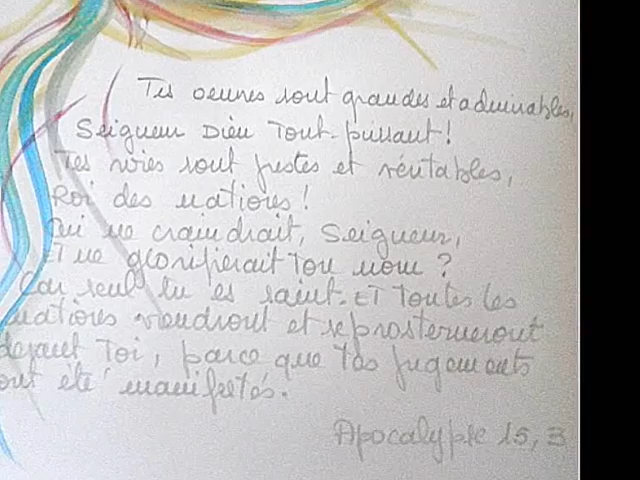 Tes oeuvres sont grandes et admirables,
Seigneur Dieu Tout-puissant!
Tes voies sont justes et véritables,
Roi des nations!
Qui ne craindrait, Seigneur,
Et ne glorifierait Ton nom?
Car seul tu es saint. ET Toutes les
nations viendront et se prosterneront
devant Toi, parce que Tes jugements
ont été manifestés.
Apocalypse 15, 3